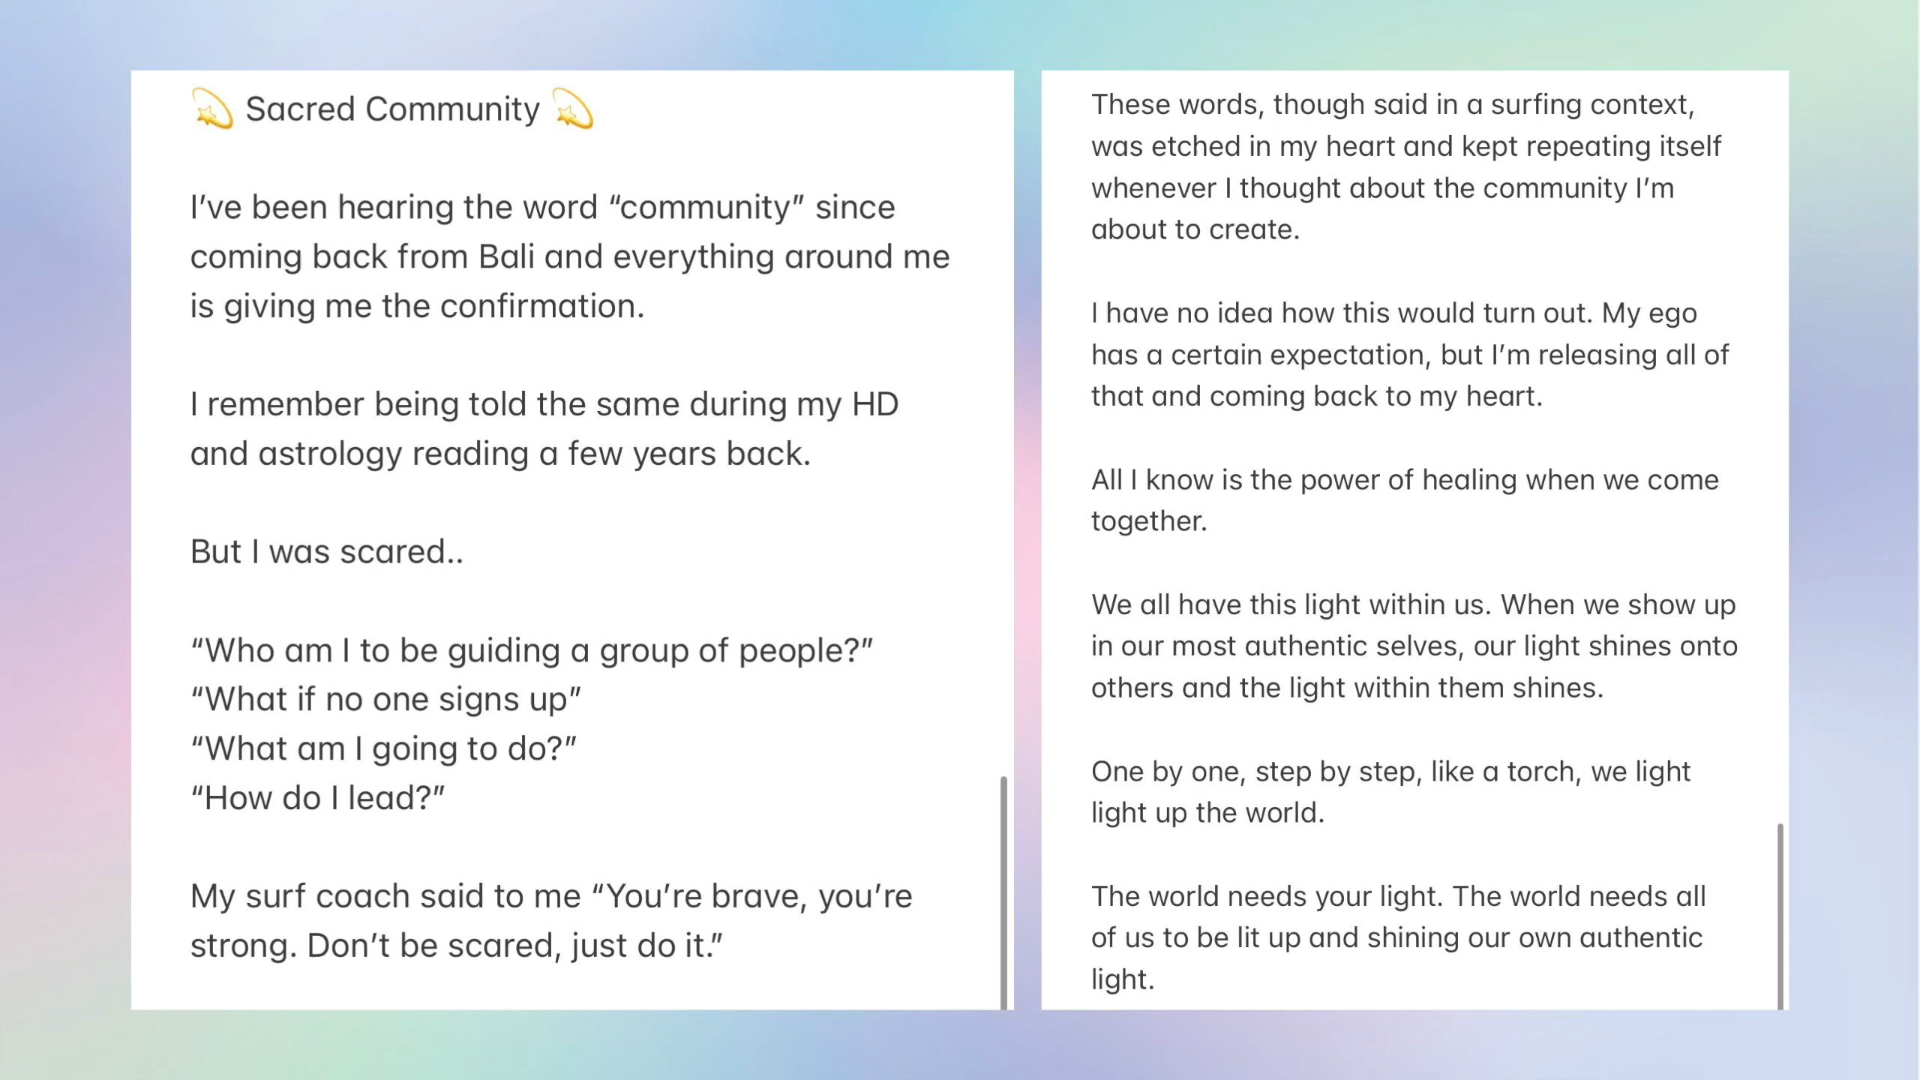 💫 Sacred Community 💫
I’ve been hearing the word “community” since
coming back from Bali and everything around me
is giving me the confirmation.
I remember being told the same during my HD
and astrology reading a few years back.
But I was scared..
“Who am I to be guiding a group of people?”
“What if no one signs up”
“What am I going to do?”
“How do I lead?”
My surf coach said to me “You’re brave, you’re
strong. Don’t be scared, just do it.”
These words, though said in a surfing context,
was etched in my heart and kept repeating itself
whenever I thought about the community I’m
about to create.
I have no idea how this would turn out. My ego
has a certain expectation, but I’m releasing all of
that and coming back to my heart.
All I know is the power of healing when we come
together.
We all have this light within us. When we show up
in our most authentic selves, our light shines onto
others and the light within them shines.
One by one, step by step, like a torch, we light
light up the world.
The world needs your light. The world needs all
of us to be lit up and shining our own authentic
light.